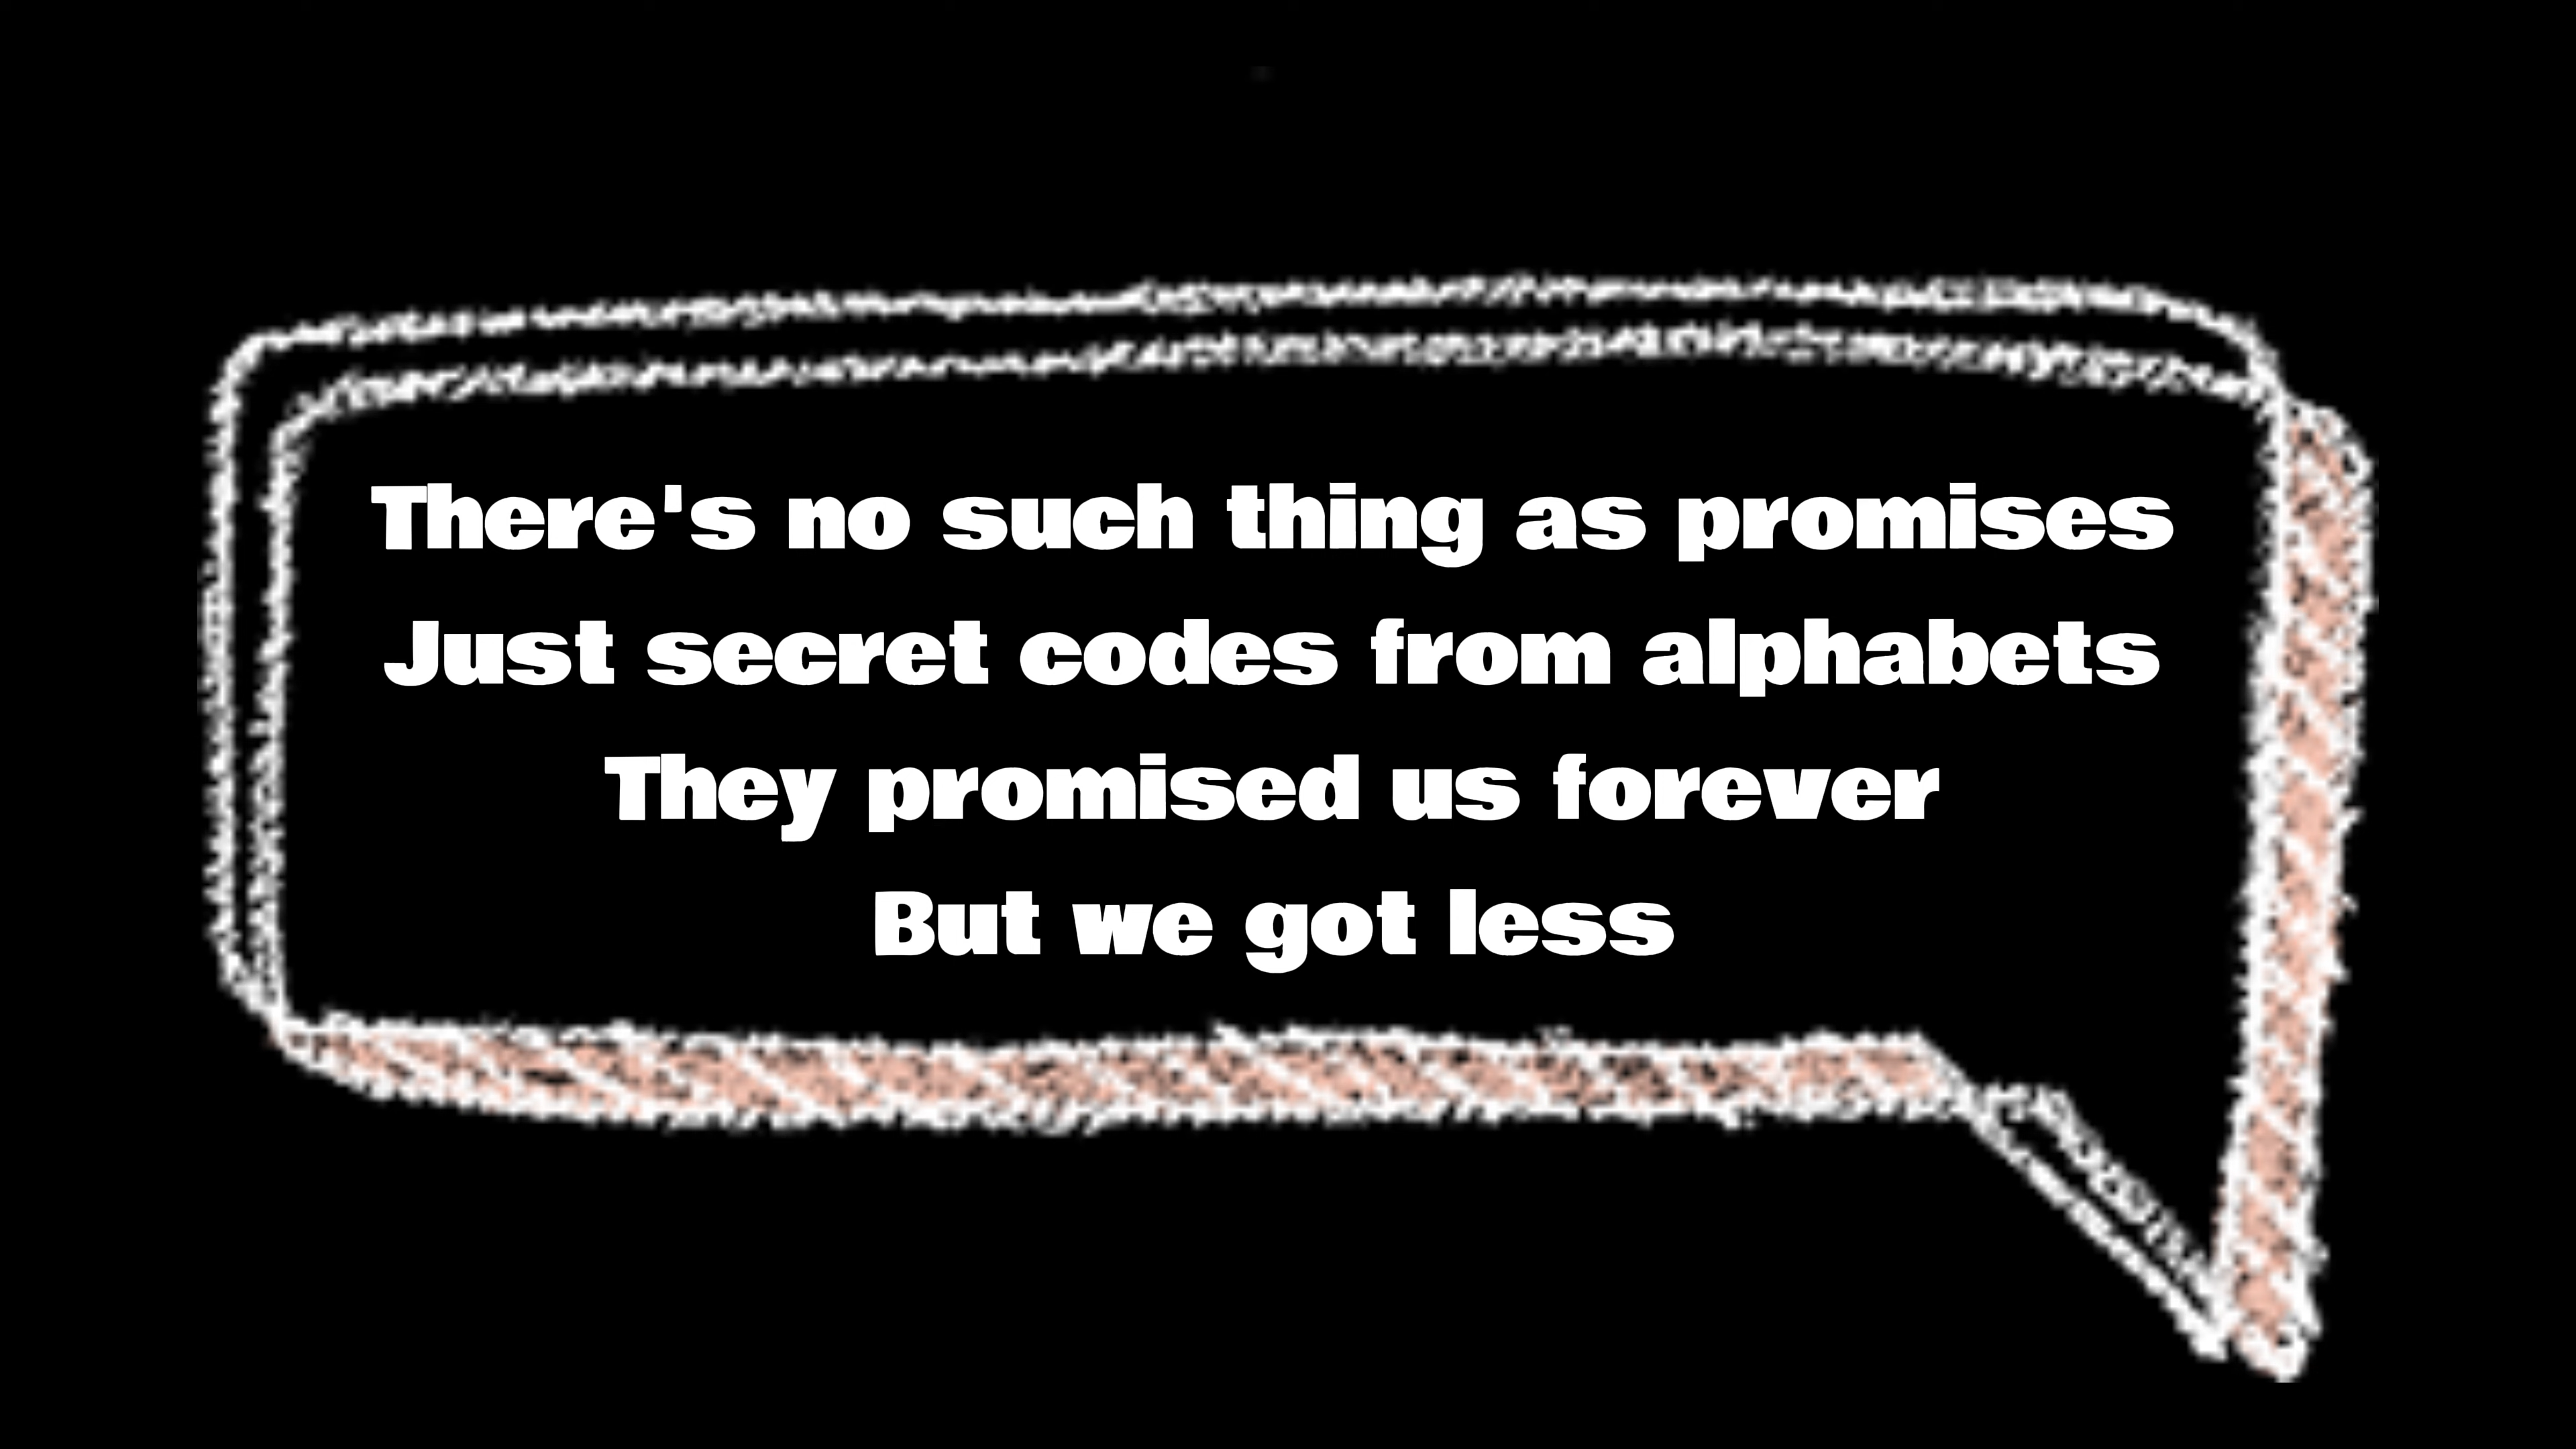 There's no such thing as promises
Just secret codes from alphabets
They promised us forever
But we got less